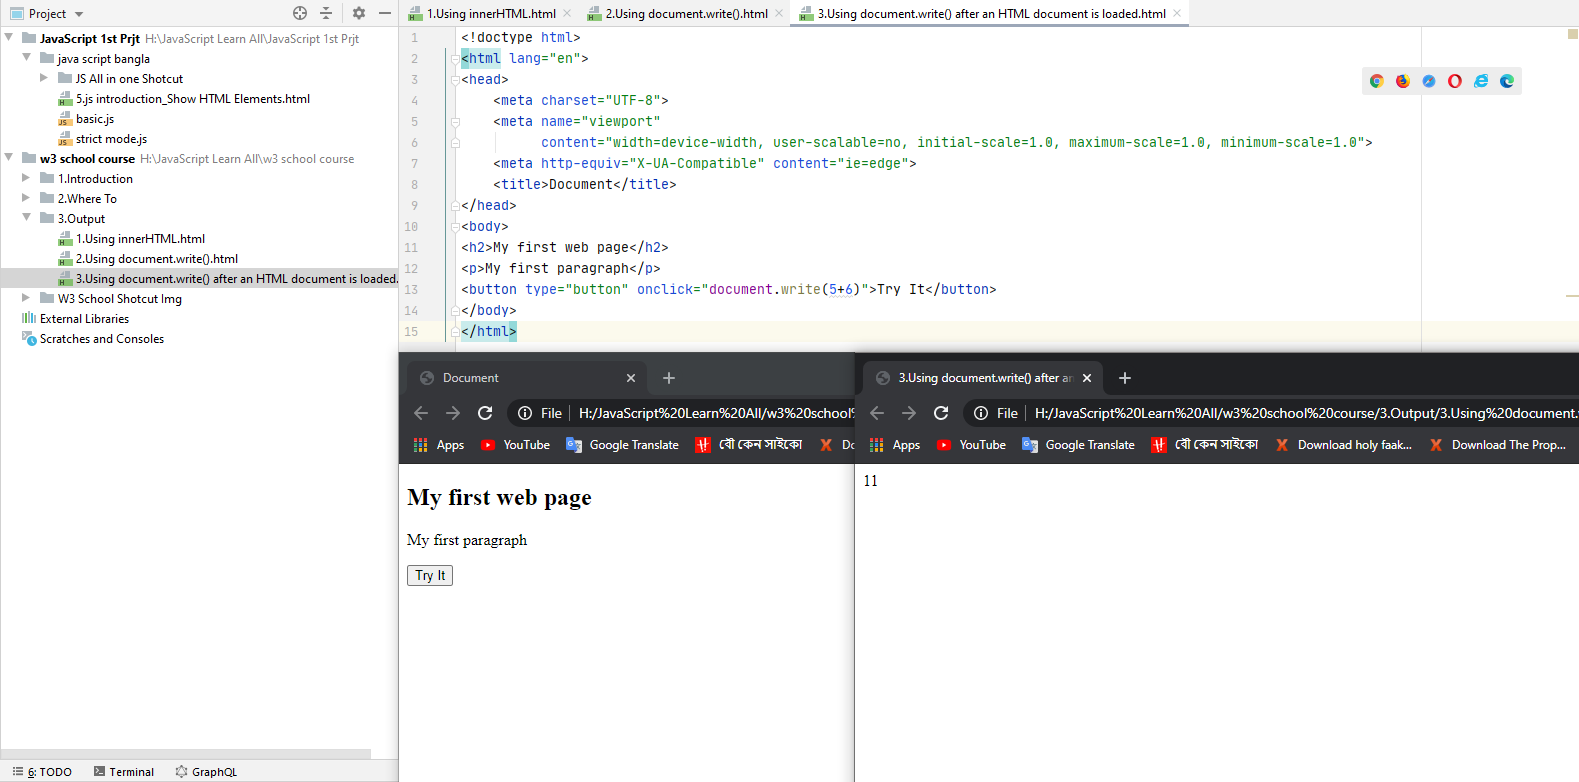 Project
JavaScript 1st Prjt H:\JavaScript Learn All\JavaScript 1st Prjt
java script bangla
JS All in one Shotcut
5.js introduction_Show HTML Elements.html
basic.js
strict mode.js
w3 school course H:\JavaScript Learn All\w3 school course
1.Introduction
2.Where To
3.Output
1.Using innerHTML.html
2.Using document.write().html
3.Using document.write() after an HTML document is loaded.
W3 School Shotcut Img
External Libraries
Scratches and Consoles
6: TODO Terminal GraphQL
1.Using innerHTML.html 2.Using document.write().html 3.Using document.write() after an HTML document is loaded.html
1 <!doctype html>
2 <html lang="en">
3 <head>
4 <meta charset="UTF-8">
5 <meta name="viewport"
6 content="width=device-width, user-scalable=no, initial-scale=1.0, maximum-scale=1.0, minimum-scale=1.0">
7 <meta http-equiv="X-UA-Compatible" content="ie=edge">
8 <title>Document</title>
9 </head>
10 <body>
11 <h2>My first web page</h2>
12 <p>My first paragraph</p>
13 <button type="button" onclick="document.write(5+6)">Try It</button>
14 </body>
15 </html>
Document
File H:/JavaScript%20Learn%20All/w3%20school%
Apps YouTube Google Translate বৌ কেন সাইকো Do
My first web page
My first paragraph
Try It
3.Using document.write() after an
File H:/JavaScript%20Learn%20All/w3%20school%20course/3.Output/3.Using%20document.
Apps YouTube Google Translate বৌ কেন সাইকো Download holy faak... Download The Prop...
11